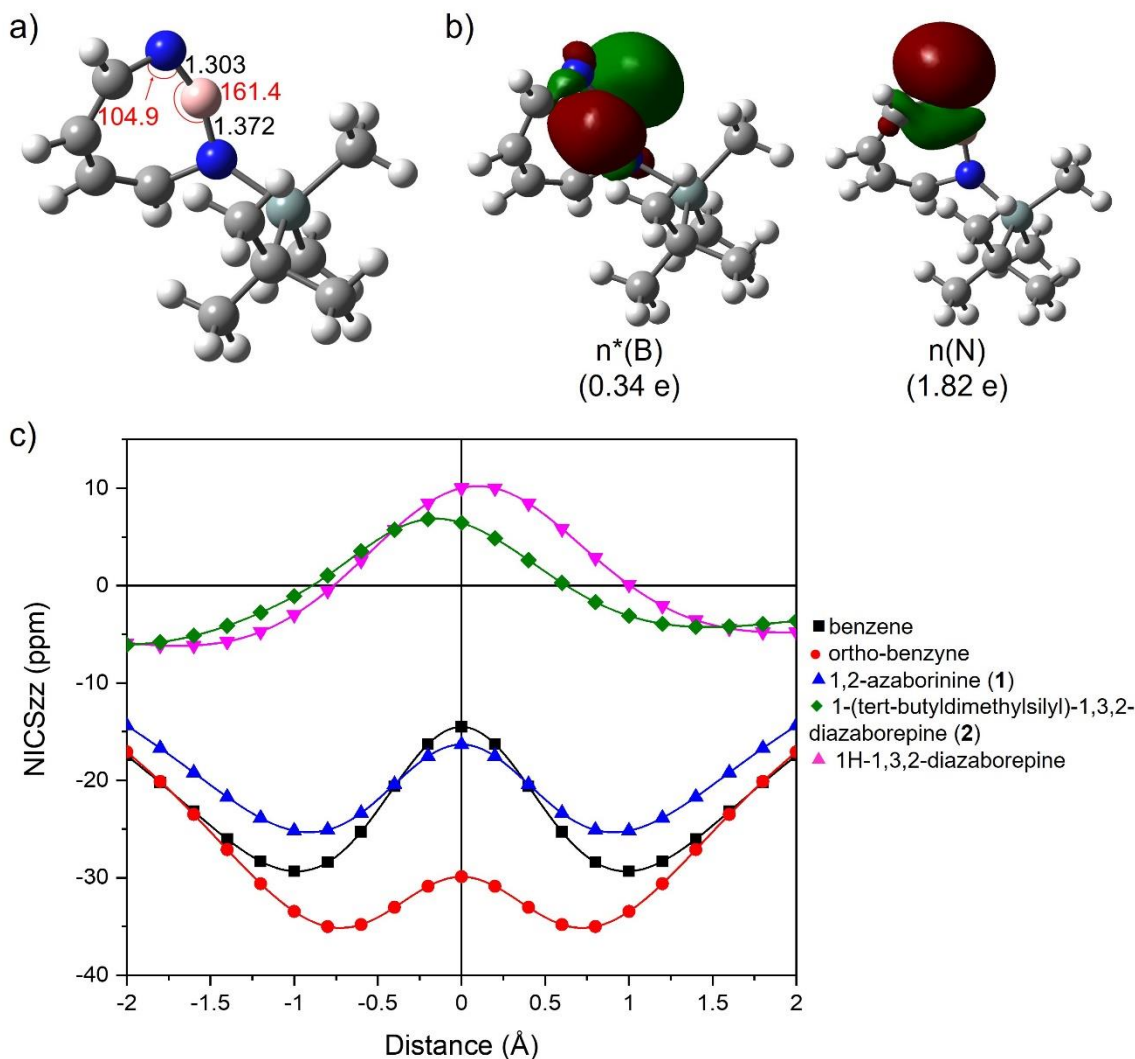 a)
1.303
161.4
104.9
1.372
b)
n*(B)
(0.34 e)
n(N)
(1.82 e)
c)
NICSzz (ppm)
10
0
-10
-20
-30
-40
-2
-1.5
-1
-0.5
0
0.5
1
1.5
2
Distance (Å)
benzene
ortho-benzyne
1,2-azaborinine (1)
1-(tert-butyldimethylsilyl)-1,3,2-
diazaborepine (2)
1H-1,3,2-diazaborepine